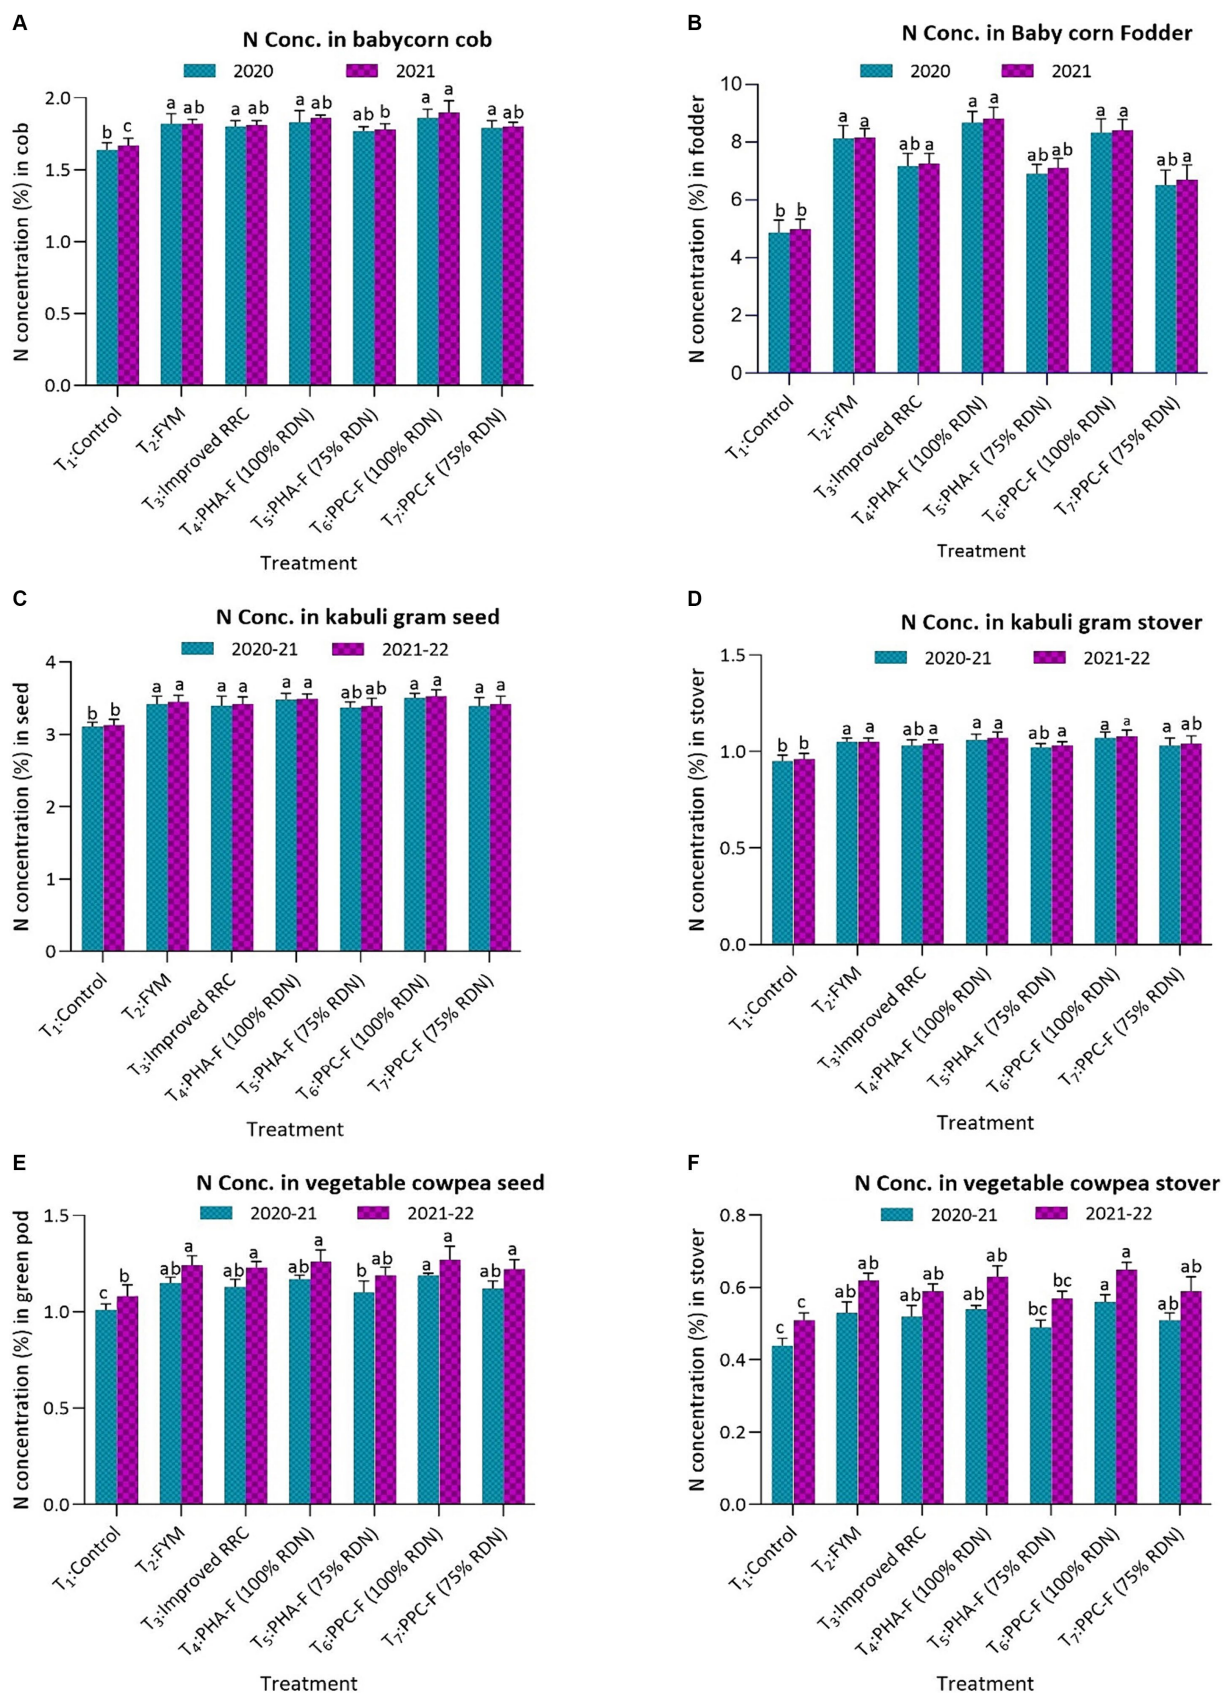 A
N Conc. in babycorn cob
2020 2021
N concentration (%) in cob
2.0
1.5
1.0
0.5
0.0
b c a ab a ab a ab ab b a a a ab
T1:Control
T2:FYM
T3:Improved RRC
T4:PHA-F (100% RDN)
T5:PHA-F (75% RDN)
T6:PPC-F (100% RDN)
T7:PPC-F (75% RDN)
Treatment
B
N Conc. in Baby corn Fodder
2020 2021
N concentration (%) in fodder
10
8
6
4
2
0
b b a a ab a a a ab ab a a ab a
T1:Control
T2:FYM
T3:Improved RRC
T4:PHA-F (100% RDN)
T5:PHA-F (75% RDN)
T6:PPC-F (100% RDN)
T7:PPC-F (75% RDN)
Treatment
C
N Conc. in kabuli gram seed
2020-21 2021-22
N concentration (%) in seed
4
3
2
1
0
b b a a a a a a ab ab a a a a
T1:Control
T2:FYM
T3:Improved RRC
T4:PHA-F (100% RDN)
T5:PHA-F (75% RDN)
T6:PPC-F (100% RDN)
T7:PPC-F (75% RDN)
Treatment
D
N Conc. in kabuli gram stover
2020-21 2021-22
N concentration (%) in stover
1.5
1.0
0.5
0.0
b b a a ab a a a ab a a a a ab
T1:Control
T2:FYM
T3:Improved RRC
T4:PHA-F (100% RDN)
T5:PHA-F (75% RDN)
T6:PPC-F (100% RDN)
T7:PPC-F (75% RDN)
Treatment
E
N Conc. in vegetable cowpea seed
2020-21 2021-22
N concentration (%) in green pod
1.5
1.0
0.5
0.0
c b ab a ab a ab a b ab a a ab a
T1:Control
T2:FYM
T3:Improved RRC
T4:PHA-F (100% RDN)
T5:PHA-F (75% RDN)
T6:PPC-F (100% RDN)
T7:PPC-F (75% RDN)
Treatment
F
N Conc. in vegetable cowpea stover
2020-21 2021-22
N concentration (%) in stover
0.8
0.6
0.4
0.2
0.0
c c ab ab ab ab ab ab bc bc a a ab ab
T1:Control
T2:FYM
T3:Improved RRC
T4:PHA-F (100% RDN)
T5:PHA-F (75% RDN)
T6:PPC-F (100% RDN)
T7:PPC-F (75% RDN)
Treatment